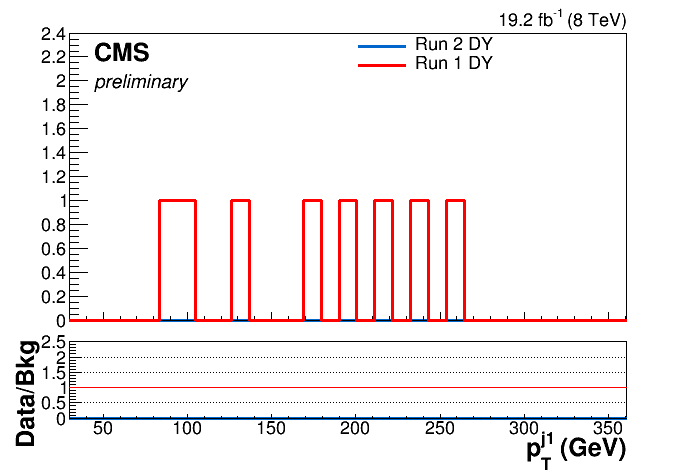 19.2 fb⁻¹ (8 TeV)
CMS
preliminary
Run 2 DY
Run 1 DY
2.4
2.2
2
1.8
1.6
1.4
1.2
1
0.8
0.6
0.4
0.2
0
Data/Bkg
2.5
2
1.5
1
0.5
0
50 100 150 200 250 300 350
p_T^j1 (GeV)